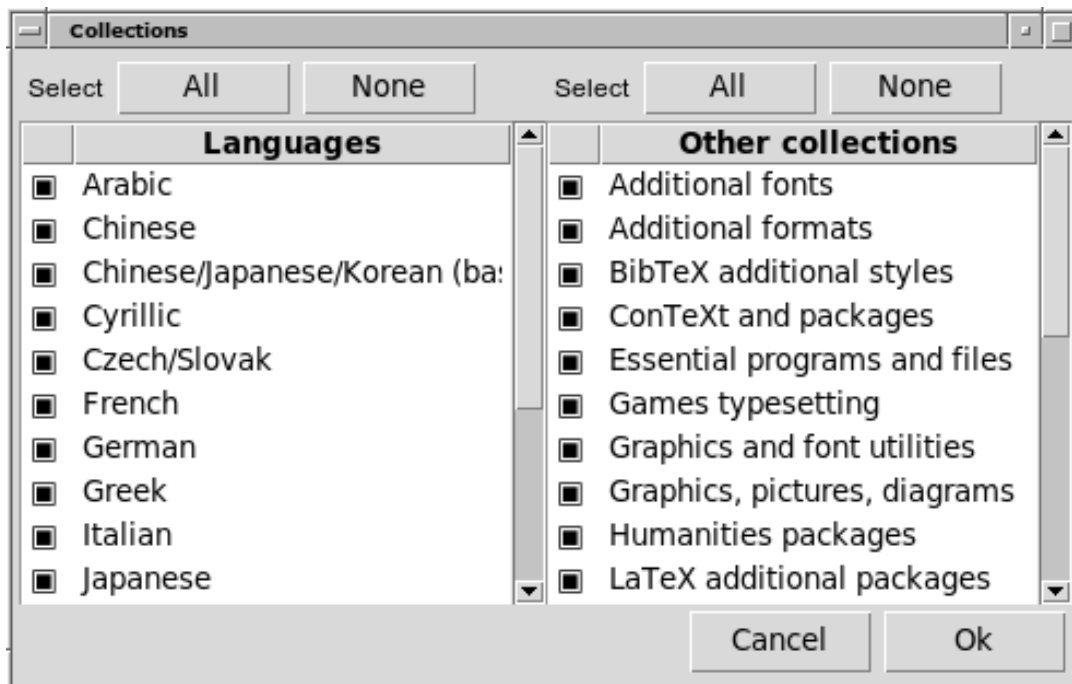 Collections
Select All None Select All None
Languages
Arabic
Chinese
Chinese/Japanese/Korean (bas
Cyrillic
Czech/Slovak
French
German
Greek
Italian
Japanese
Other collections
Additional fonts
Additional formats
BibTeX additional styles
ConTeXt and packages
Essential programs and files
Games typesetting
Graphics and font utilities
Graphics, pictures, diagrams
Humanities packages
LaTeX additional packages
Cancel Ok